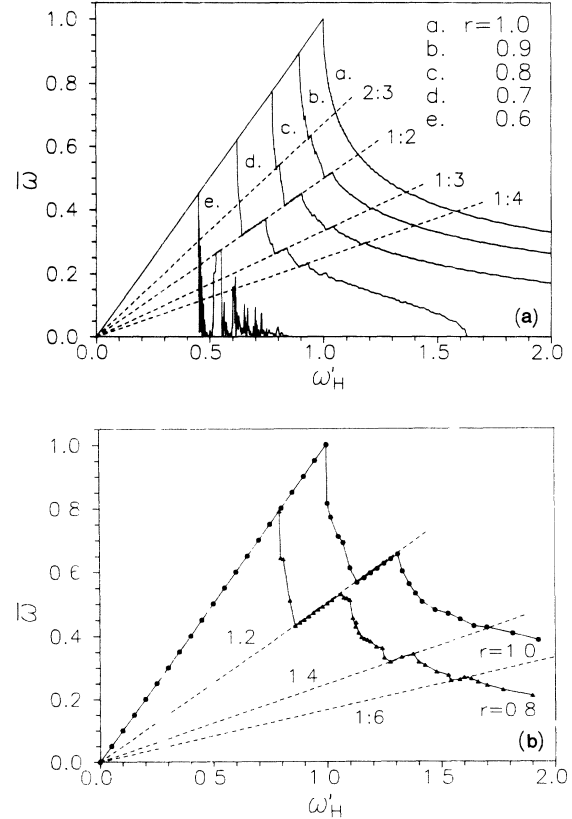 1.0
0.8
0.6
0.4
0.2
0.0
ω̅
a. r=1.0
b. 0.9
c. 0.8
d. 0.7
e. 0.6
a.
b.
c.
d.
e.
2:3
1:2
1:3
1:4
(a)
0.0 0.5 1.0 1.5 2.0
ω'H
1.0
0.8
0.6
0.4
0.2
0.0
ω̅
1.2
1 4
1:6
r=1 0
r=0 8
(b)
0.0 0 5 1 0 1 5 2.0
ω'H